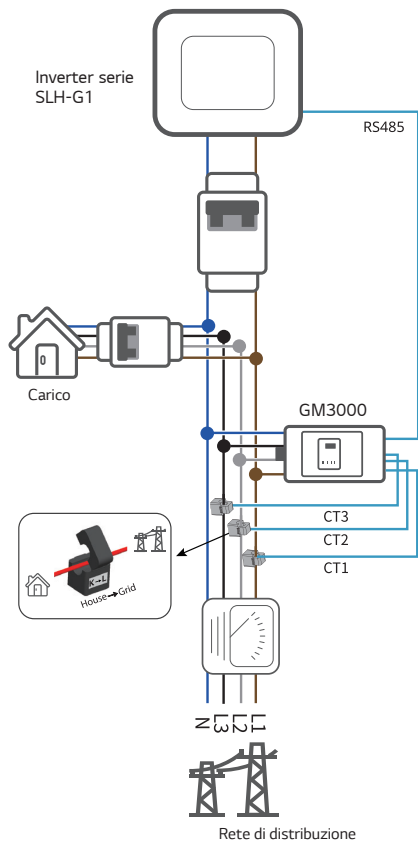 Inverter serie
SLH-G1
RS485
Carico
GM3000
CT3
CT2
CT1
K→L
House→Grid
N
L3
L2
L1
Rete di distribuzione